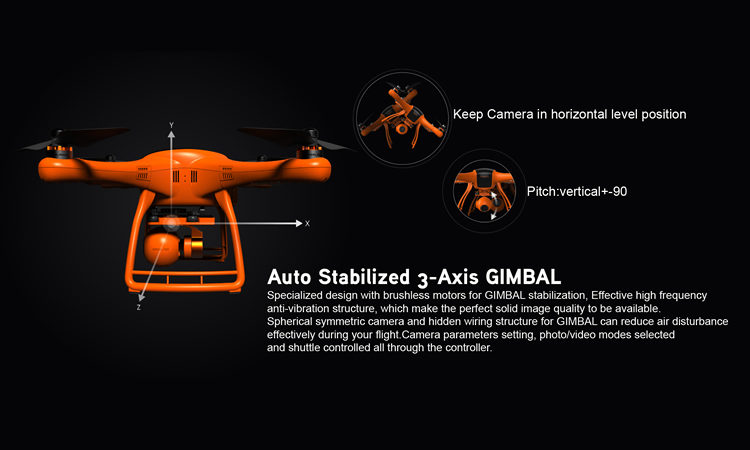 Y
Keep Camera in horizontal level position
Pitch:vertical+-90
X
Z
Auto Stabilized 3-Axis GIMBAL
Specialized design with brushless motors for GIMBAL stabilization, Effective high frequency
anti-vibration structure, which make the perfect solid image quality to be available.
Spherical symmetric camera and hidden wiring structure for GIMBAL can reduce air disturbance
effectively during your flight.Camera parameters setting, photo/video modes selected
and shuttle controlled all through the controller.